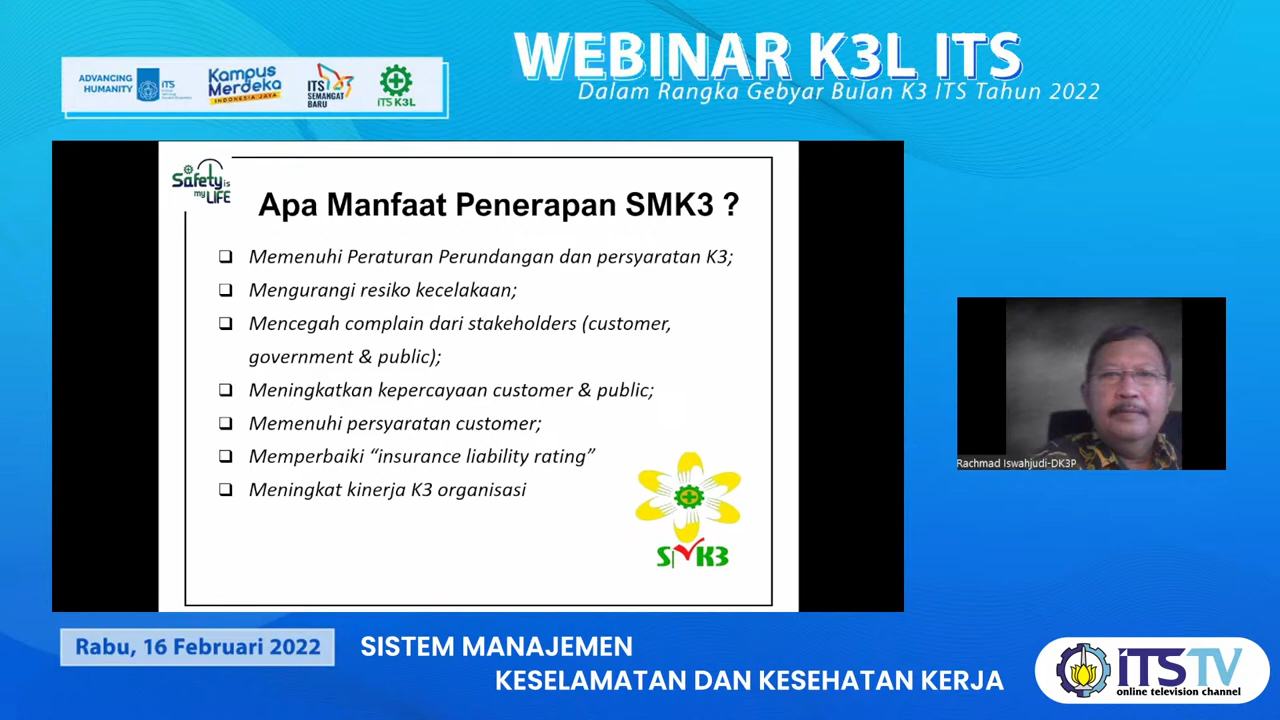 ADVANCING
HUMANITY
ITS
Kampus
Merdeka
INDONESIA JAYA
ITS
SEMANGAT
BARU
ITS K3L
WEBINAR K3L ITS
Dalam Rangka Gebyar Bulan K3 ITS Tahun 2022
Safety is
my LIFE
Apa Manfaat Penerapan SMK3 ?
❑ Memenuhi Peraturan Perundangan dan persyaratan K3;
❑ Mengurangi resiko kecelakaan;
❑ Mencegah complain dari stakeholders (customer,
government & public);
❑ Meningkatkan kepercayaan customer & public;
❑ Memenuhi persyaratan customer;
❑ Memperbaiki “insurance liability rating”
❑ Meningkat kinerja K3 organisasi
SMK3
Rachmad Iswahjudi-DK3P
Rabu, 16 Februari 2022
SISTEM MANAJEMEN
KESELAMATAN DAN KESEHATAN KERJA
iTS TV
online television channel